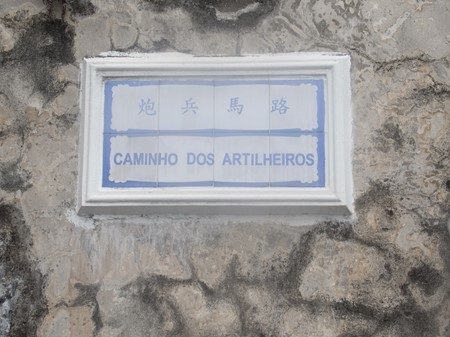 炮兵馬路
CAMINHO DOS ARTILHEIROS